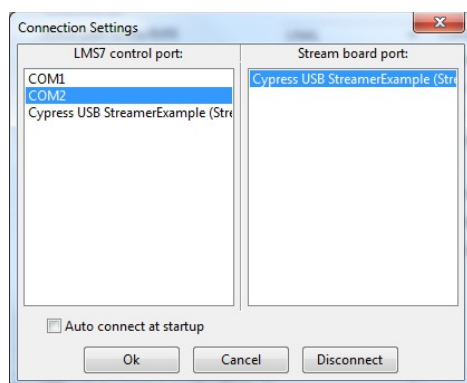 Connection Settings
LMS7 control port:
Stream board port:
COM1
COM2
Cypress USB StreamerExample (Stre
Cypress USB StreamerExample (Stre
Auto connect at startup
Ok
Cancel
Disconnect